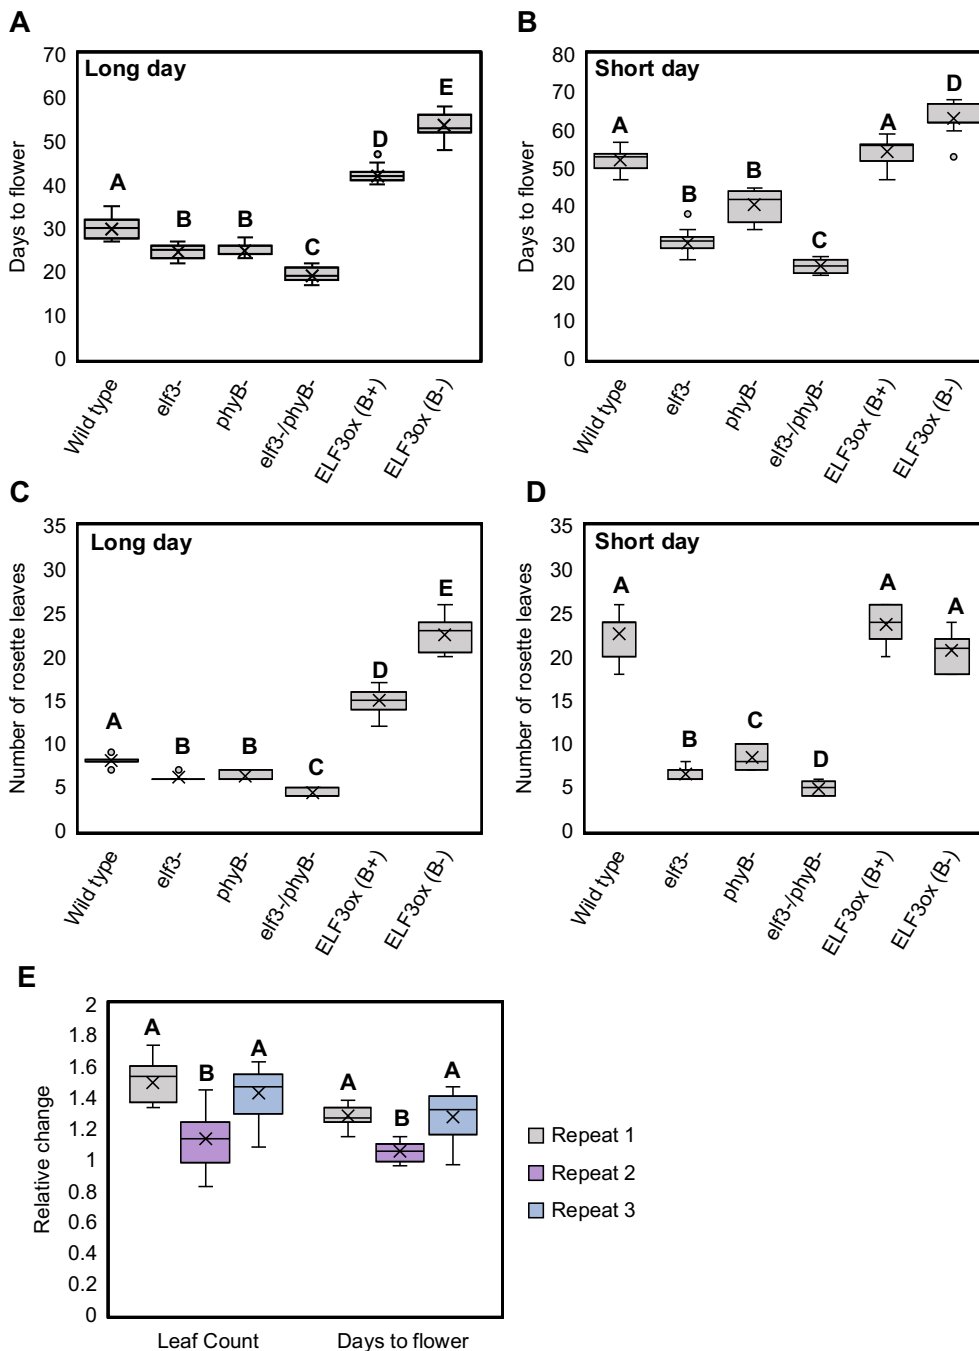 A
Long day
Days to flower
70
60
50
40
30
20
10
0
A
B
B
C
D
E
Wild type
elf3-
phyB-
elf3-/phyB-
ELF3ox (B+)
ELF3ox (B-)
B
Short day
Days to flower
80
70
60
50
40
30
20
10
0
A
B
B
C
A
D
Wild type
elf3-
phyB-
elf3-/phyB-
ELF3ox (B+)
ELF3ox (B-)
C
Long day
Number of rosette leaves
35
30
25
20
15
10
5
0
A
B
B
C
D
E
Wild type
elf3-
phyB-
elf3-/phyB-
ELF3ox (B+)
ELF3ox (B-)
D
Short day
Number of rosette leaves
35
30
25
20
15
10
5
0
A
B
C
D
A
A
Wild type
elf3-
phyB-
elf3-/phyB-
ELF3ox (B+)
ELF3ox (B-)
E
Relative change
2
1.8
1.6
1.4
1.2
1
0.8
0.6
0.4
0.2
0
A
B
A
A
B
A
Leaf Count
Days to flower
Repeat 1
Repeat 2
Repeat 3